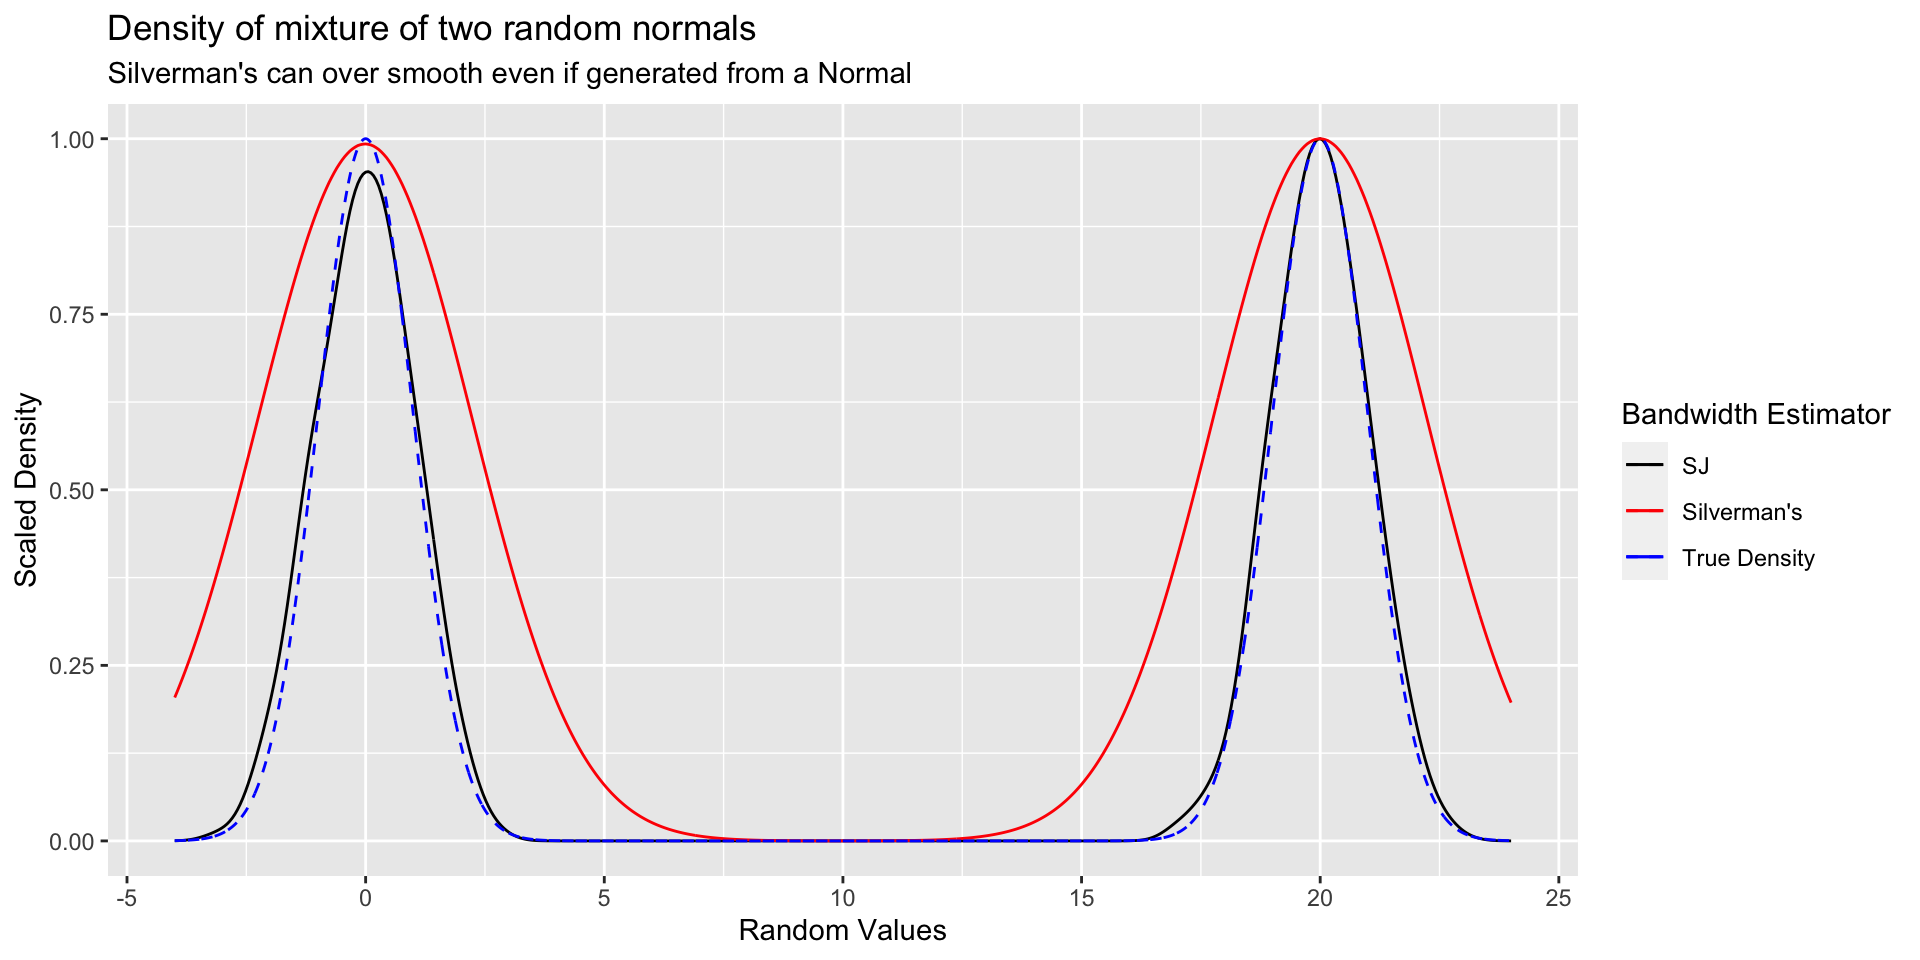 Density of mixture of two random normals
Silverman's can over smooth even if generated from a Normal
Scaled Density
1.00
0.75
0.50
0.25
0.00
-5
0
5
10
15
20
25
Random Values
Bandwidth Estimator
SJ
Silverman's
True Density